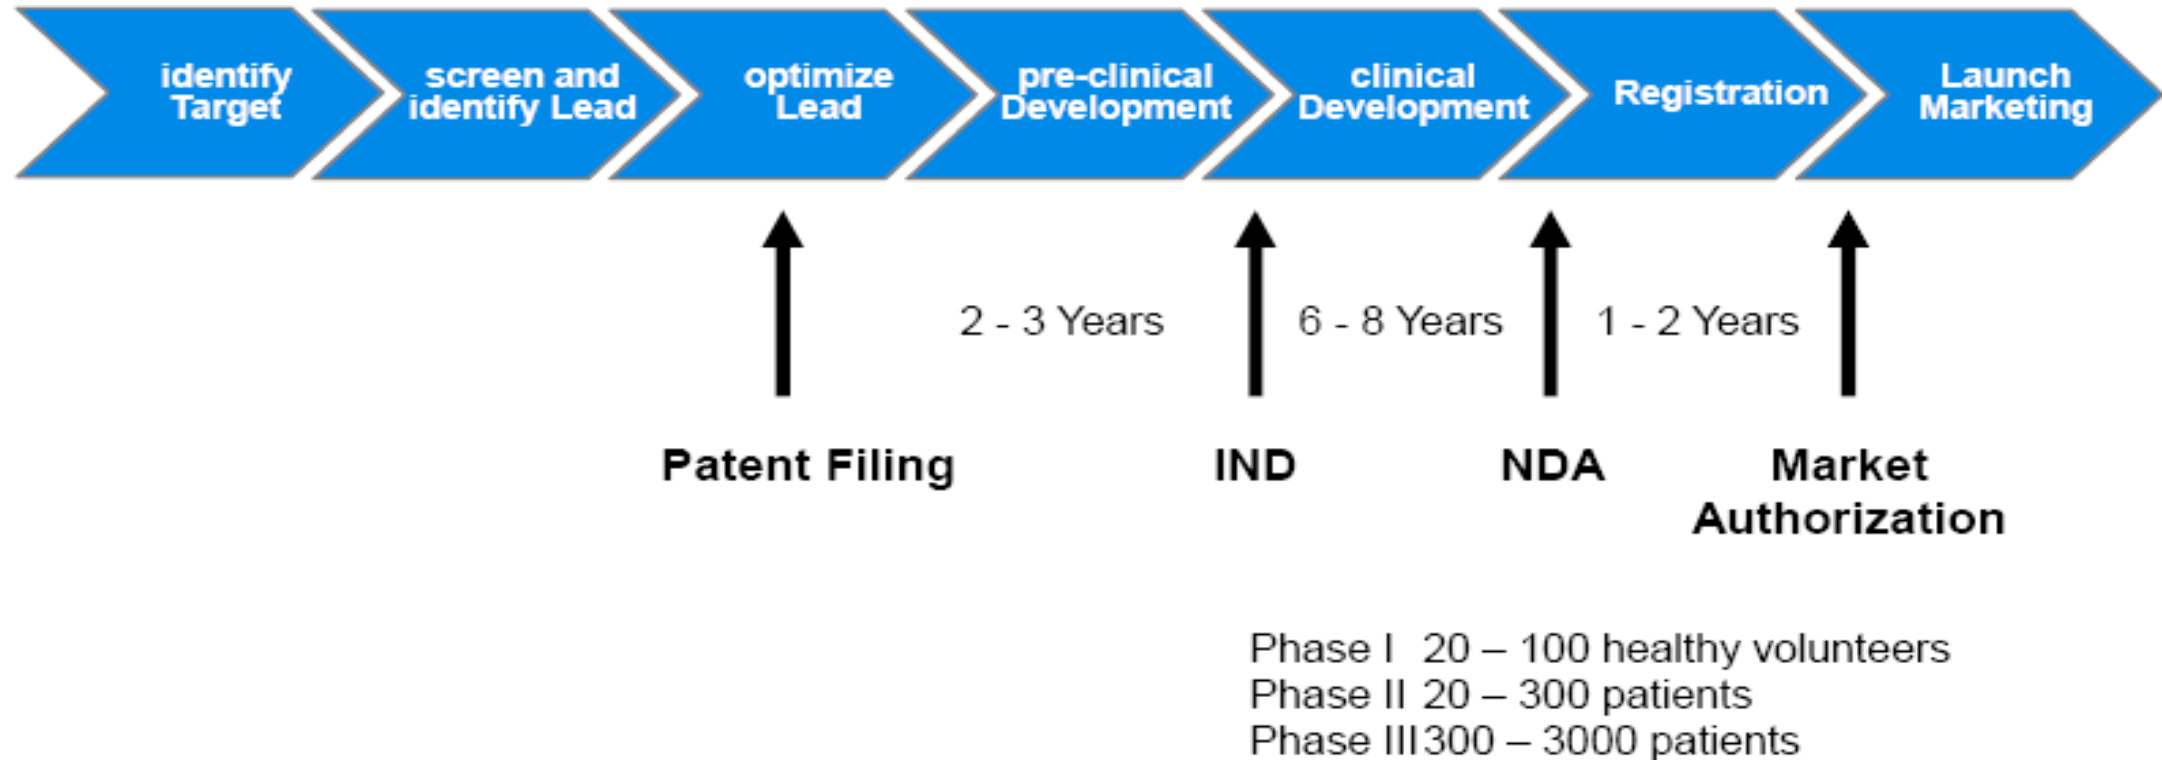 identify
Target
screen and
identify Lead
optimize
Lead
pre-clinical
Development
clinical
Development
Registration
Launch
Marketing
2 - 3 Years
6 - 8 Years
1 - 2 Years
Patent Filing
IND
NDA
Market
Authorization
Phase I 20 – 100 healthy volunteers
Phase II 20 – 300 patients
Phase III 300 – 3000 patients